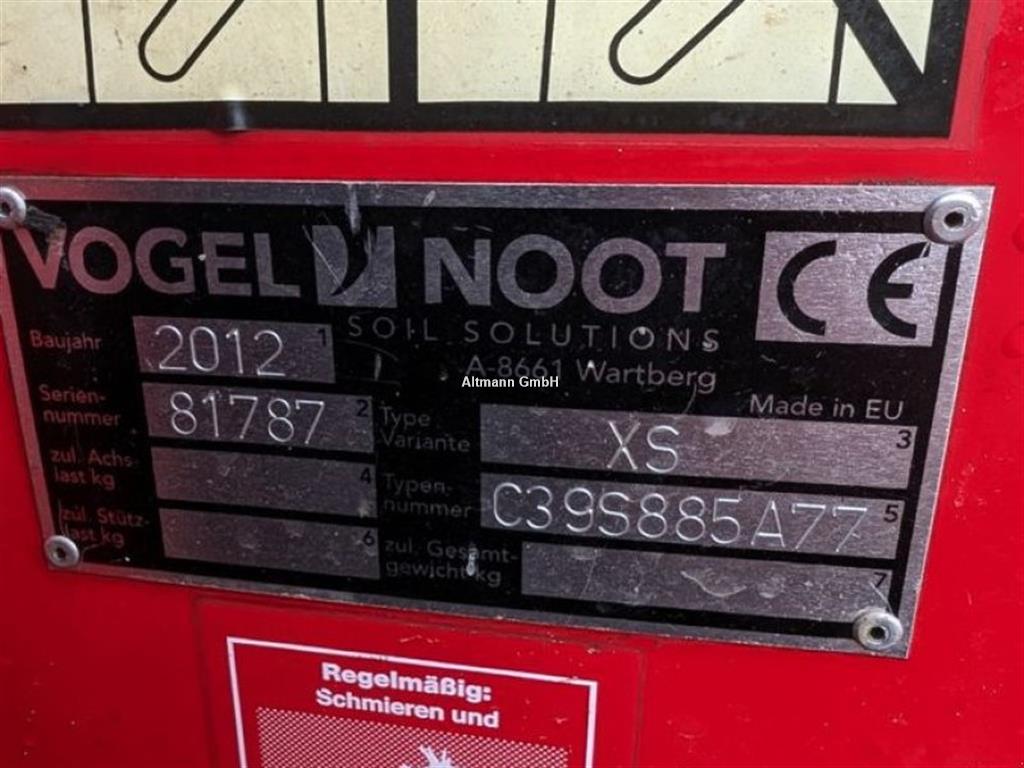 VOGEL NOOT CE
SOIL SOLUTIONS
A-8661 Wartberg
Altmann GmbH
Made in EU
Baujahr 2012 1
Serien-
nummer 81787 2
Type
Variante XS 3
zul. Achs-
last kg 4
Typen-
nummer C39S885A77 5
zul. Stütz-
last kg 6
zul. Gesamt-
gewicht kg 7
Regelmäßig:
Schmieren und